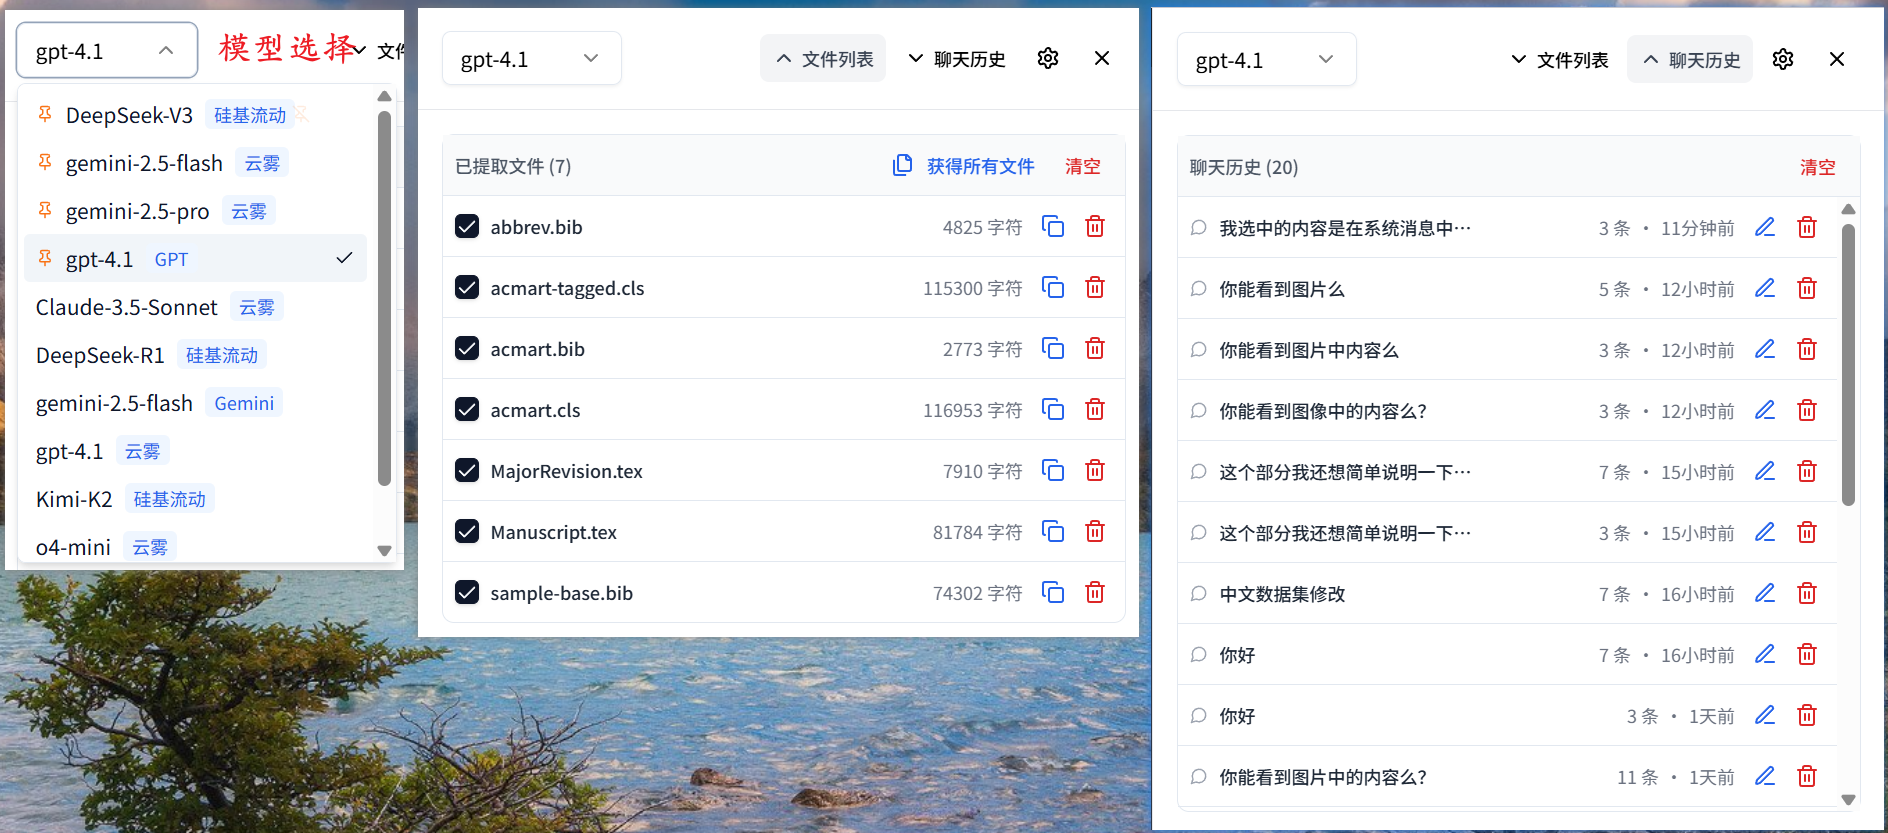 gpt-4.1
模型选择
文件
DeepSeek-V3 硅基流动
gemini-2.5-flash 云雾
gemini-2.5-pro 云雾
gpt-4.1 GPT
Claude-3.5-Sonnet 云雾
DeepSeek-R1 硅基流动
gemini-2.5-flash Gemini
gpt-4.1 云雾
Kimi-K2 硅基流动
o4-mini 云雾
gpt-4.1 文件列表 聊天历史
已提取文件 (7) 获得所有文件 清空
abbrev.bib 4825 字符
acmart-tagged.cls 115300 字符
acmart.bib 2773 字符
acmart.cls 116953 字符
MajorRevision.tex 7910 字符
Manuscript.tex 81784 字符
sample-base.bib 74302 字符
gpt-4.1 文件列表 聊天历史
聊天历史 (20) 清空
我选中的内容是在系统消息中… 3 条 • 11分钟前
你能看到图片么 5 条 • 12小时前
你能看到图片中内容么 3 条 • 12小时前
你能看到图像中的内容么? 3 条 • 12小时前
这个部分我还想简单说明一下… 7 条 • 15小时前
这个部分我还想简单说明一下… 3 条 • 15小时前
中文数据集修改 7 条 • 16小时前
你好 7 条 • 16小时前
你好 3 条 • 1天前
你能看到图片中的内容么? 11 条 • 1天前